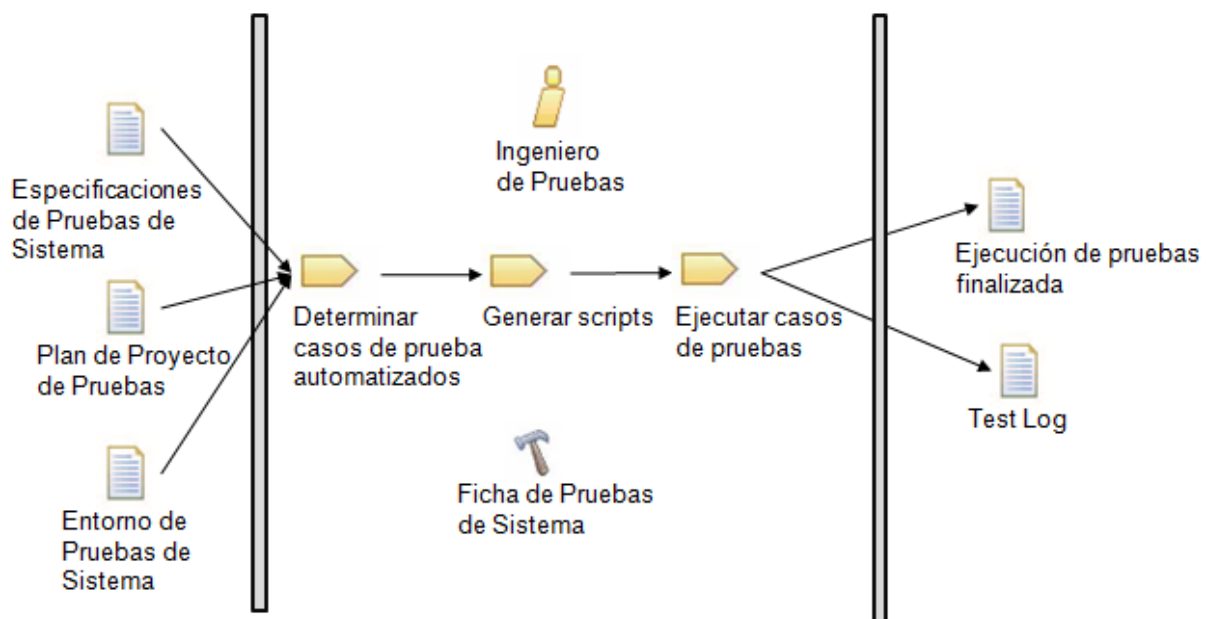 Especificaciones
de Pruebas de
Sistema
Plan de Proyecto
de Pruebas
Entorno de
Pruebas de
Sistema
Ingeniero
de Pruebas
Determinar
casos de prueba
automatizados
Generar scripts
Ejecutar casos
de pruebas
Ficha de Pruebas
de Sistema
Ejecución de pruebas
finalizada
Test Log